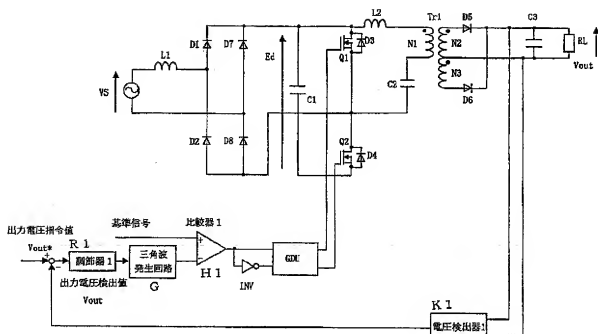 L2
Tr1
D5
C3
D1
D7
D3
N1
N2
RL
L1
Ed
Q1
Vout
VS
C1
C2
N3
D6
D2
D8
Q2
D4
出力電圧指令値
基準信号
比較器1
Vout*
R1
調節器1
三角波
発生回路
H1
GDU
INV
出力電圧検出値
Vout
G
K1
電圧検出器1